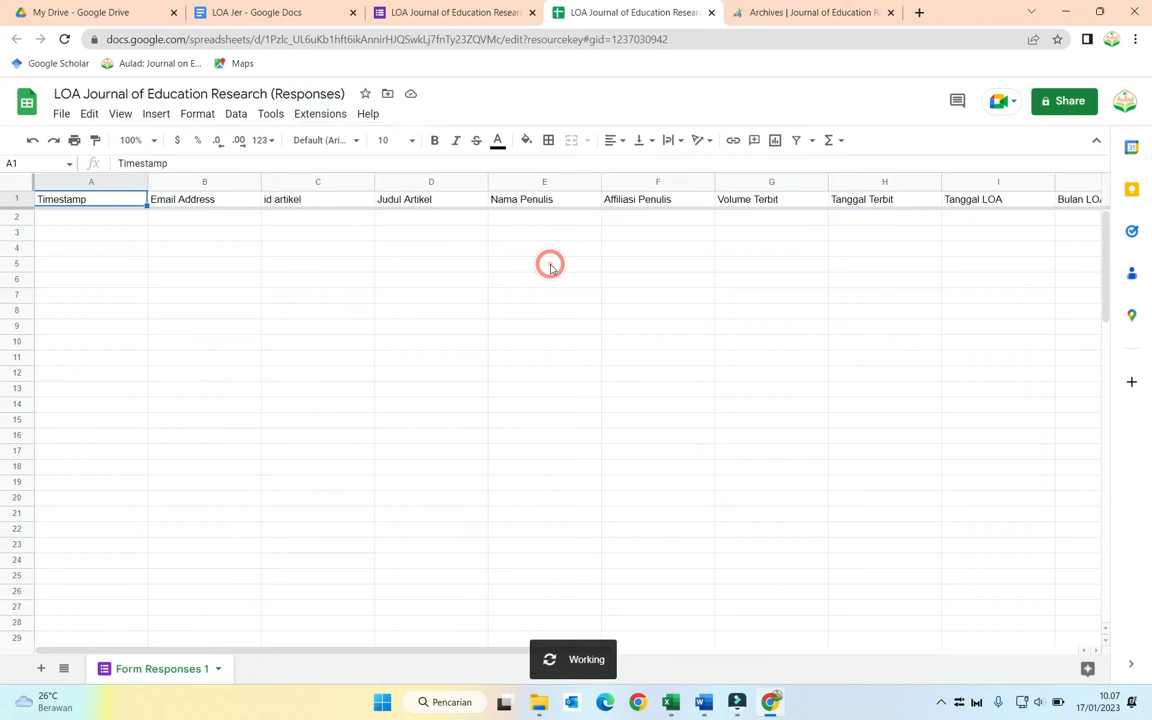 My Drive - Google Drive
LOA Jer - Google Docs
LOA Journal of Education Resear
LOA Journal of Education Resear
Archives | Journal of Education R
docs.google.com/spreadsheets/d/1Pzlc_UL6uKb1hft6ikAnnirHJQSwkLj7fnTy23ZQVMc/edit?resourcekey#gid=1237030942
Google Scholar
Aulad: Journal on E...
Maps
LOA Journal of Education Research (Responses)
File Edit View Insert Format Data Tools Extensions Help
Share
100% $ % .0 .00 123 Default (Ari... 10 B I S A
A1 fx Timestamp
A B C D E F G H I
1 Timestamp Email Address id artikel Judul Artikel Nama Penulis Affiliasi Penulis Volume Terbit Tanggal Terbit Tanggal LOA Bulan LOA
2
3
4
5
6
7
8
9
10
11
12
13
14
15
16
17
18
19
20
21
22
23
24
25
26
27
28
29
Working
Form Responses 1
26°C
Berawan
Pencarian
10.07
17/01/2023